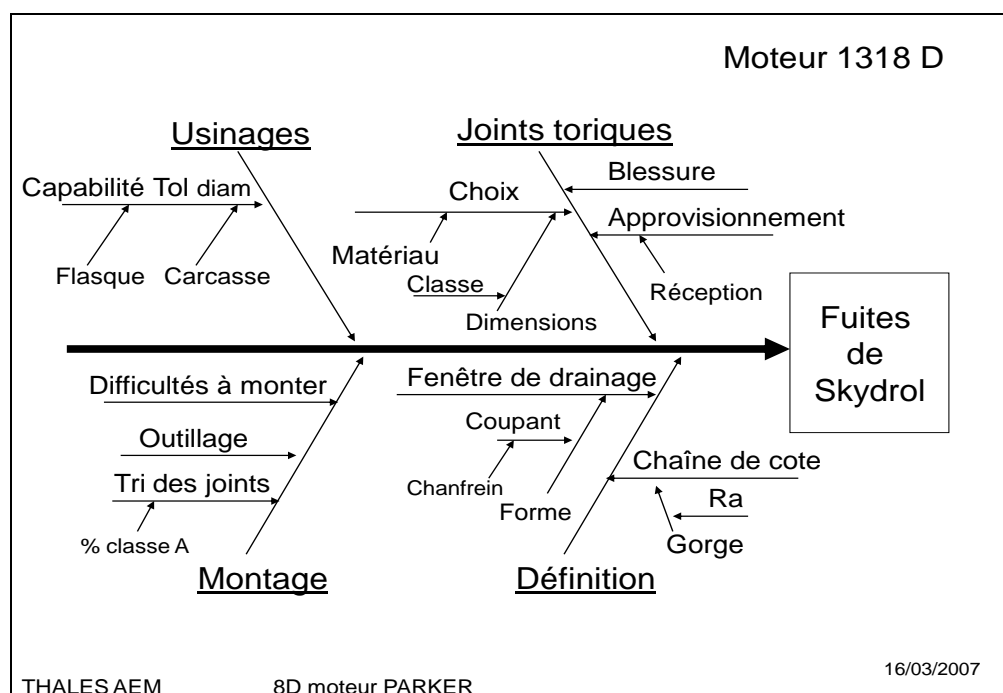 Moteur 1318 D
Usinages
Joints toriques
Capabilité Tol diam
Flasque
Carcasse
Blessure
Choix
Approvisionnement
Matériau
Classe
Dimensions
Réception
Fuites
de
Skydrol
Difficultés à monter
Outillage
Tri des joints
% classe A
Montage
Fenêtre de drainage
Coupant
Chanfrein
Forme
Chaîne de cote
Ra
Gorge
Définition
16/03/2007
THALES AEM
8D moteur PARKER